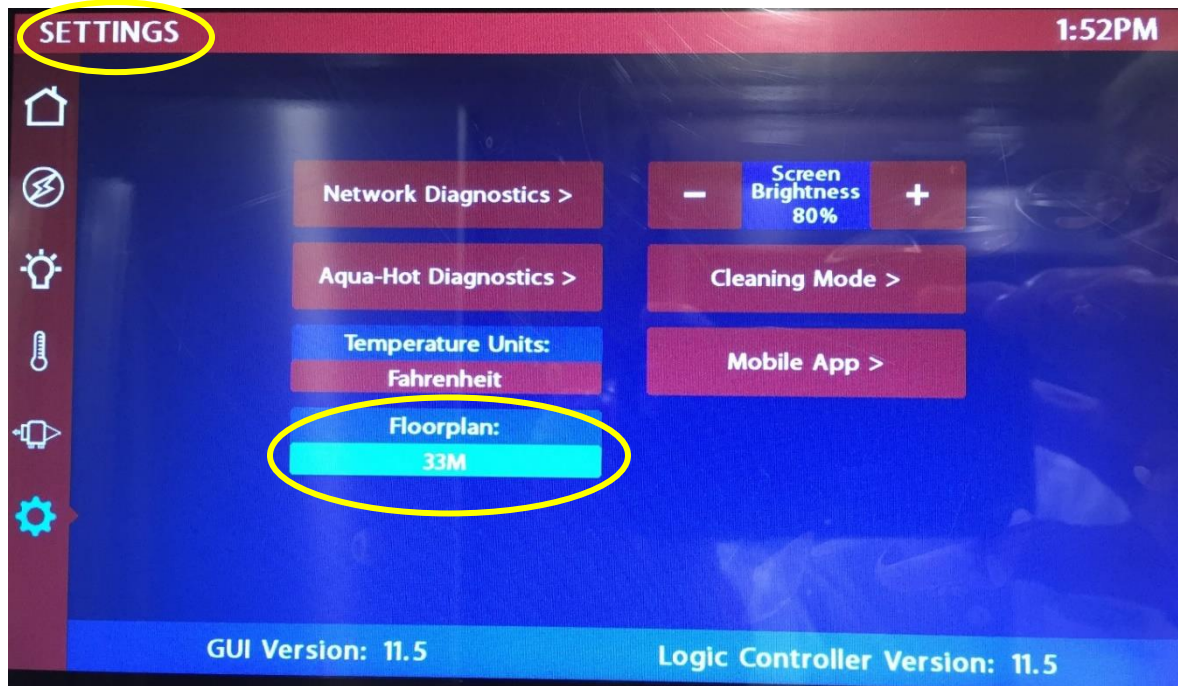 SETTINGS
1:52PM
Network Diagnostics >
Aqua-Hot Diagnostics >
Temperature Units:
Fahrenheit
Floorplan:
33M
−
Screen
Brightness
80%
+
Cleaning Mode >
Mobile App >
GUI Version: 11.5
Logic Controller Version: 11.5